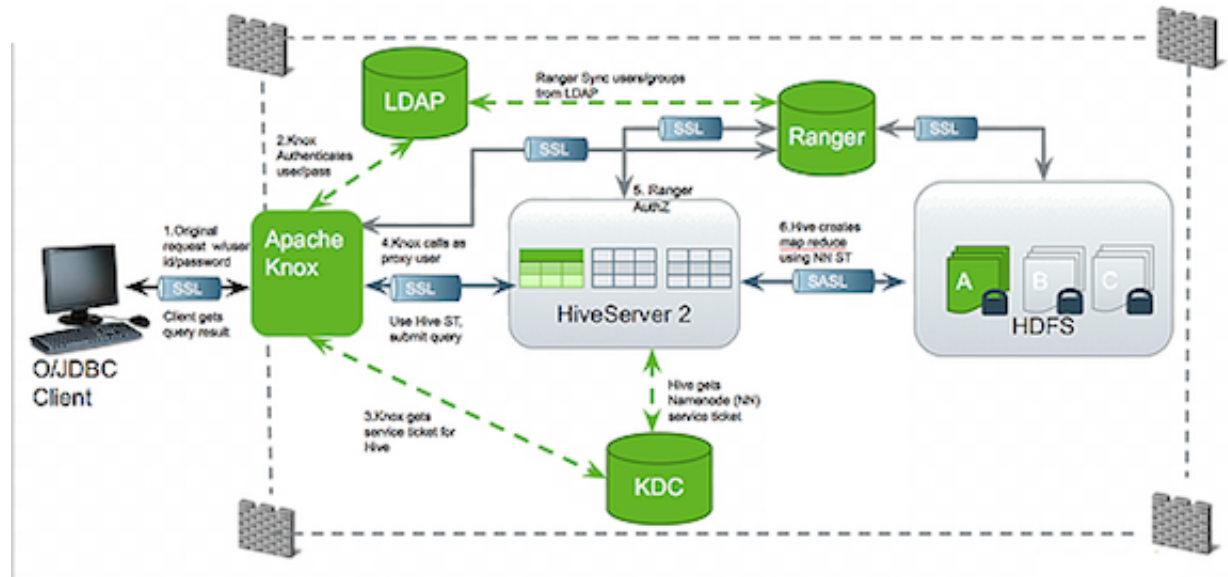 LDAP
Ranger Sync users/groups
from LDAP
Ranger
SSL
SSL
SSL
2.Knox
Authenticates
user/pass
5. Ranger
AuthZ
1.Original
request w/user
id/password
SSL
Client gets
query result
O/JDBC
Client
Apache
Knox
4.Knox calls as
proxy user
SSL
Use Hive ST,
submit query
HiveServer 2
6.Hive creates
map reduce
using NN ST
SASL
A
B
C
HDFS
3.Knox gets
service ticket for
Hive
Hive gets
Namenode (NN)
service ticket
KDC